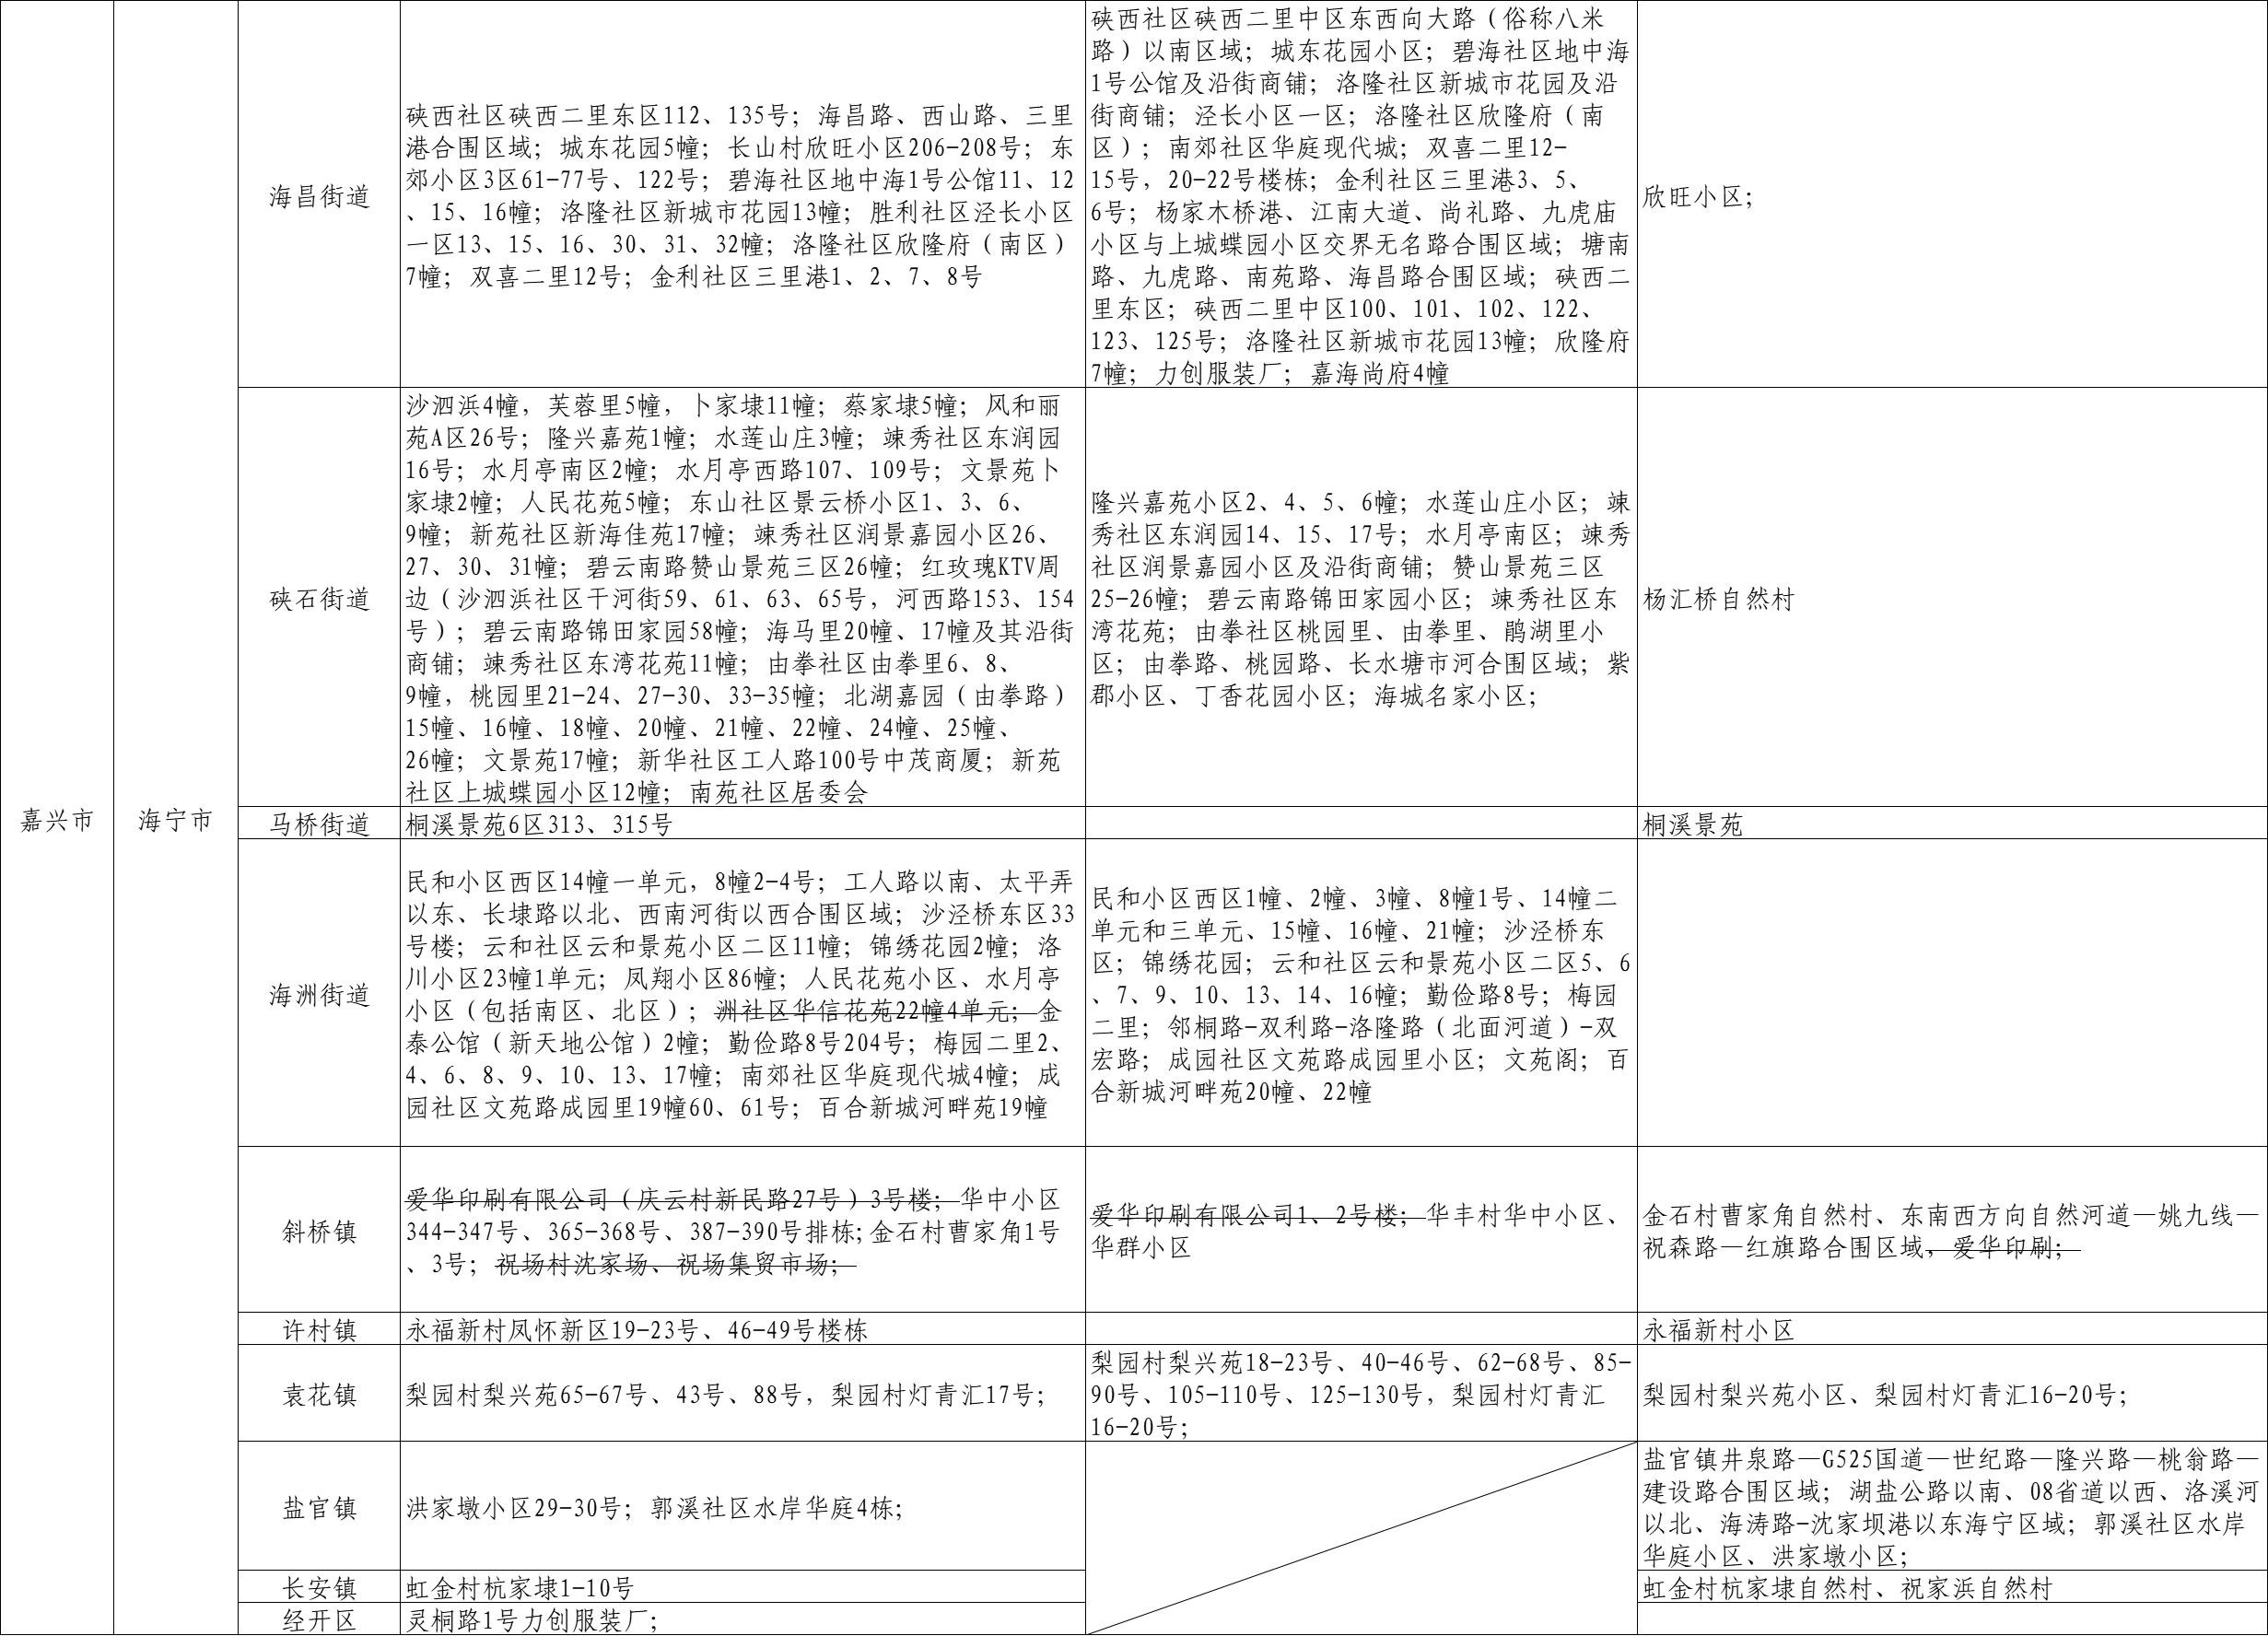 嘉兴市
海宁市
海昌街道
硖西社区硖西二里东区112、135号；海昌路、西山路、三里
港合围区域；城东花园5幢；长山村欣旺小区206-208号；东
郊小区3区61-77号、122号；碧海社区地中海1号公馆11、12
、15、16幢；洛隆社区新城市花园13幢；胜利社区泾长小区
一区13、15、16、30、31、32幢；洛隆社区欣隆府（南区）
7幢；双喜二里12号；金利社区三里港1、2、7、8号
硖西社区硖西二里中区东西向大路（俗称八米
路）以南区域；城东花园小区；碧海社区地中海
1号公馆及沿街商铺；洛隆社区新城市花园及沿
街商铺；泾长小区一区；洛隆社区欣隆府（南
区）；南郊社区华庭现代城；双喜二里12-
15号，20-22号楼栋；金利社区三里港3、5、
6号；杨家木桥港、江南大道、尚礼路、九虎庙
小区与上城蝶园小区交界无名路合围区域；塘南
路、九虎路、南苑路、海昌路合围区域；硖西二
里东区；硖西二里中区100、101、102、122、
123、125号；洛隆社区新城市花园13幢；欣隆府
7幢；力创服装厂；嘉海尚府4幢
欣旺小区；
硖石街道
沙泗浜4幢，芙蓉里5幢，卜家埭11幢；蔡家埭5幢；风和丽
苑A区26号；隆兴嘉苑1幢；水莲山庄3幢；竦秀社区东润园
16号；水月亭南区2幢；水月亭西路107、109号；文景苑卜
家埭2幢；人民花苑5幢；东山社区景云桥小区1、3、6、
9幢；新苑社区新海佳苑17幢；竦秀社区润景嘉园小区26、
27、30、31幢；碧云南路赞山景苑三区26幢；红玫瑰KTV周
边（沙泗浜社区干河街59、61、63、65号，河西路153、154
号）；碧云南路锦田家园58幢；海马里20幢、17幢及其沿街
商铺；竦秀社区东湾花苑11幢；由拳社区由拳里6、8、
9幢，桃园里21-24、27-30、33-35幢；北湖嘉园（由拳路）
15幢、16幢、18幢、20幢、21幢、22幢、24幢、25幢、
26幢；文景苑17幢；新华社区工人路100号中茂商厦；新苑
社区上城蝶园小区12幢；南苑社区居委会
隆兴嘉苑小区2、4、5、6幢；水莲山庄小区；竦
秀社区东润园14、15、17号；水月亭南区；竦秀
社区润景嘉园小区及沿街商铺；赞山景苑三区
25-26幢；碧云南路锦田家园小区；竦秀社区东
湾花苑；由拳社区桃园里、由拳里、鹃湖里小
区；由拳路、桃园路、长水塘市河合围区域；紫
郡小区、丁香花园小区；海城名家小区；
杨汇桥自然村
马桥街道
桐溪景苑6区313、315号
桐溪景苑
海洲街道
民和小区西区14幢一单元，8幢2-4号；工人路以南、太平弄
以东、长埭路以北、西南河街以西合围区域；沙泾桥东区33
号楼；云和社区云和景苑小区二区11幢；锦绣花园2幢；洛
川小区23幢1单元；凤翔小区86幢；人民花苑小区、水月亭
小区（包括南区、北区）；洲社区华信花苑22幢4单元；金
泰公馆（新天地公馆）2幢；勤俭路8号204号；梅园二里2、
4、6、8、9、10、13、17幢；南郊社区华庭现代城4幢；成
园社区文苑路成园里19幢60、61号；百合新城河畔苑19幢
民和小区西区1幢、2幢、3幢、8幢1号、14幢二
单元和三单元、15幢、16幢、21幢；沙泾桥东
区；锦绣花园；云和社区云和景苑小区二区5、6
、7、9、10、13、14、16幢；勤俭路8号；梅园
二里；邻桐路-双利路-洛隆路（北面河道）-双
宏路；成园社区文苑路成园里小区；文苑阁；百
合新城河畔苑20幢、22幢
斜桥镇
爱华印刷有限公司（庆云村新民路27号）3号楼；华中小区
344-347号、365-368号、387-390号排栋;金石村曹家角1号
、3号；祝场村沈家场、祝场集贸市场；
爱华印刷有限公司1、2号楼；华丰村华中小区、
华群小区
金石村曹家角自然村、东南西方向自然河道—姚九线—
祝森路—红旗路合围区域、爱华印刷；
许村镇
永福新村凤怀新区19-23号、46-49号楼栋
永福新村小区
袁花镇
梨园村梨兴苑65-67号、43号、88号，梨园村灯青汇17号；
梨园村梨兴苑18-23号、40-46号、62-68号、85-
90号、105-110号、125-130号，梨园村灯青汇
16-20号；
梨园村梨兴苑小区、梨园村灯青汇16-20号；
盐官镇
洪家墩小区29-30号；郭溪社区水岸华庭4栋；
盐官镇井泉路—G525国道—世纪路—隆兴路—桃翁路—
建设路合围区域；湖盐公路以南、08省道以西、洛溪河
以北、海涛路-沈家坝港以东海宁区域；郭溪社区水岸
华庭小区、洪家墩小区；
长安镇
虹金村杭家埭1-10号
虹金村杭家埭自然村、祝家浜自然村
经开区
灵桐路1号力创服装厂；